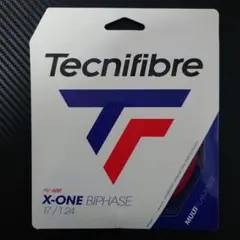 Tecnifibre
X-ONE BIPHASE
17/1.24